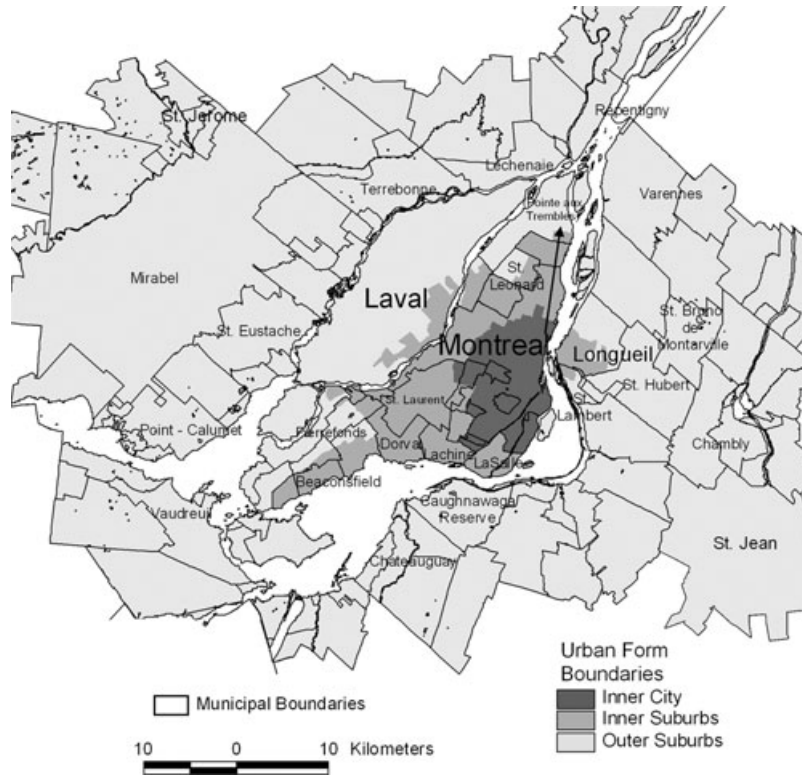 Repentigny
St. Jerome
Lechenaie
Terrebonne
Varennes
Pointe aux
Trembles
Mirabel
St.
Leonard
Laval
St. Bruno
de
Montarville
St. Eustache
Montreal
Longueil
St. Hubert
St. Laurent
St.
Lambert
Point - Calumet
Pierrefonds
Dorval
Chambly
Lachine
LaSalle
Beaconsfield
Caughnawaga
Reserve
Vaudreuil
St. Jean
Chateauguay
Urban Form
Boundaries
Municipal Boundaries
Inner City
Inner Suburbs
Outer Suburbs
10 0 10 Kilometers